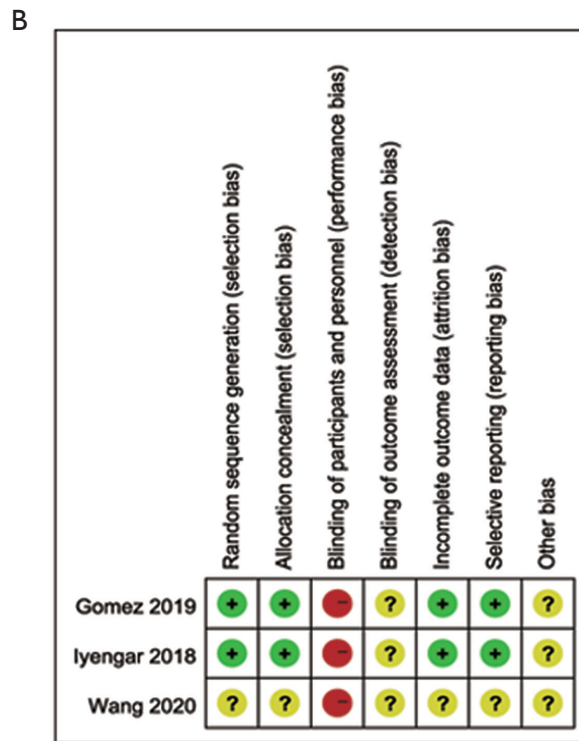 B
Random sequence generation (selection bias)
Allocation concealment (selection bias)
Blinding of participants and personnel (performance bias)
Blinding of outcome assessment (detection bias)
Incomplete outcome data (attrition bias)
Selective reporting (reporting bias)
Other bias
Gomez 2019 + + - ? + + ?
Iyengar 2018 + + - ? + + ?
Wang 2020 ? ? - ? ? ? ?